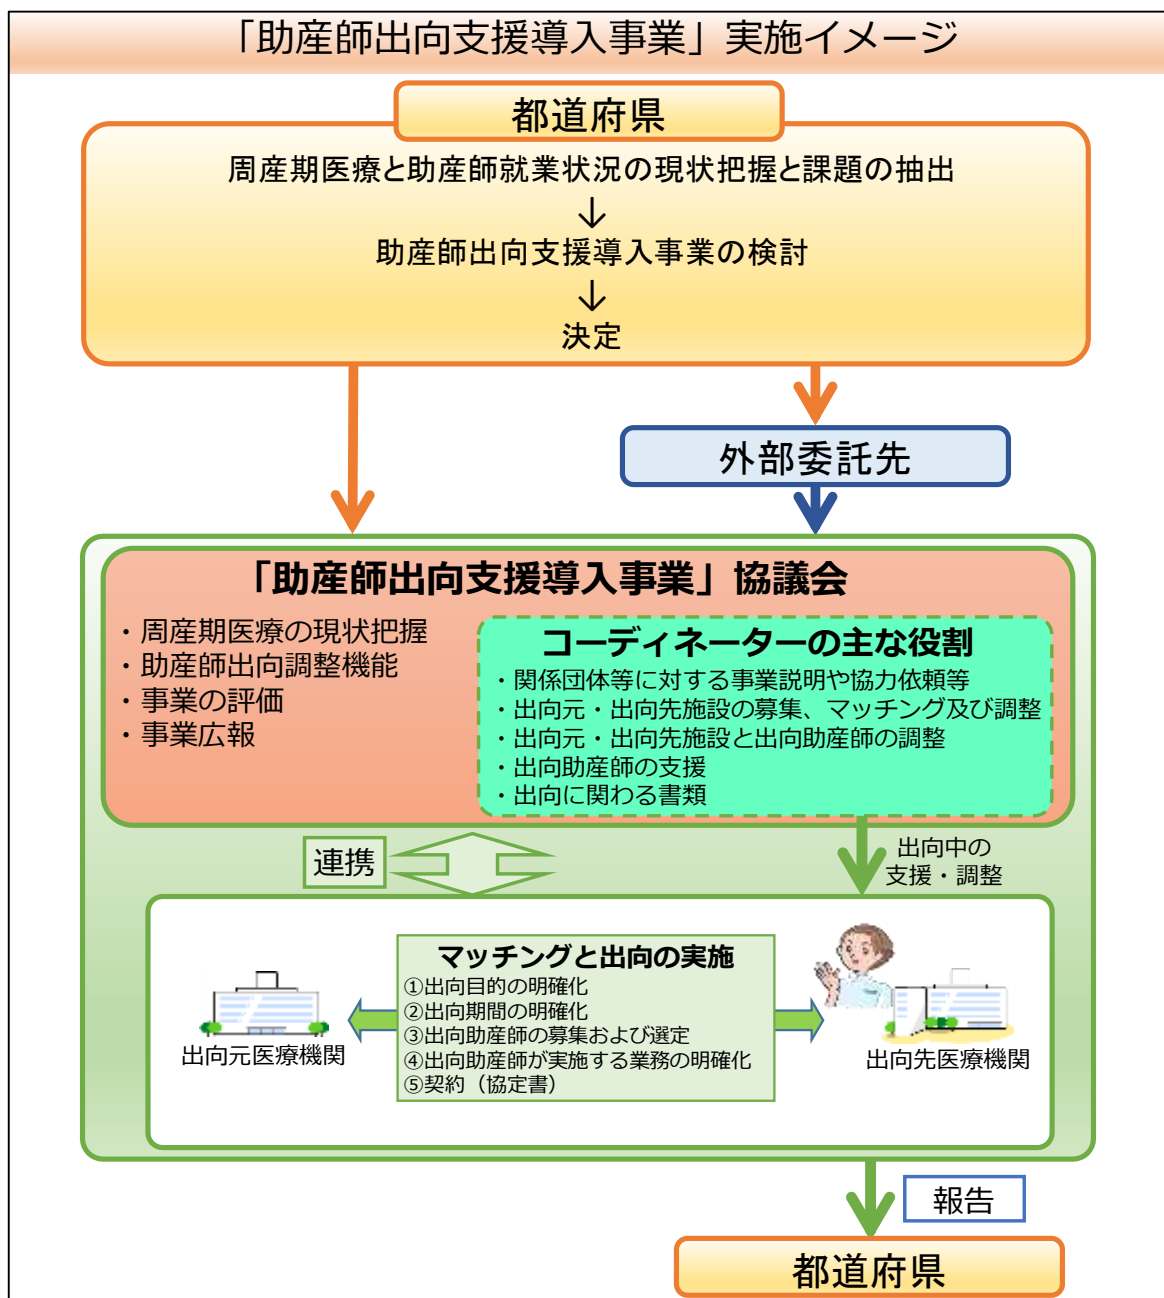 「助産師出向支援導入事業」実施イメージ
都道府県
周産期医療と助産師就業状況の現状把握と課題の抽出
↓
助産師出向支援導入事業の検討
↓
決定
外部委託先
「助産師出向支援導入事業」協議会
・周産期医療の現状把握
・助産師出向調整機能
・事業の評価
・事業広報
コーディネーターの主な役割
・関係団体等に対する事業説明や協力依頼等
・出向元・出向先施設の募集、マッチング及び調整
・出向元・出向先施設と出向助産師の調整
・出向助産師の支援
・出向に関わる書類
連携
出向中の
支援・調整
マッチングと出向の実施
①出向目的の明確化
②出向期間の明確化
③出向助産師の募集および選定
④出向助産師が実施する業務の明確化
⑤契約（協定書）
出向元医療機関
出向先医療機関
報告
都道府県